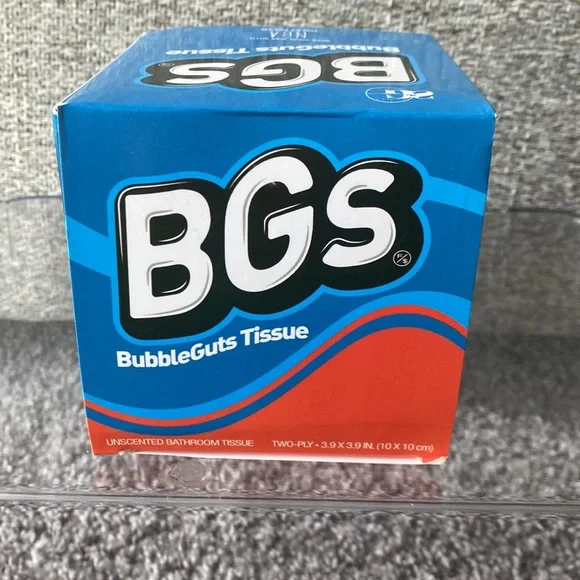 BubbleGuts Tissue
BGS
BGS
BubbleGuts Tissue
UNSCENTED BATHROOM TISSUE
TWO-PLY • 3.9 X 3.9 IN. (10 X 10 cm)